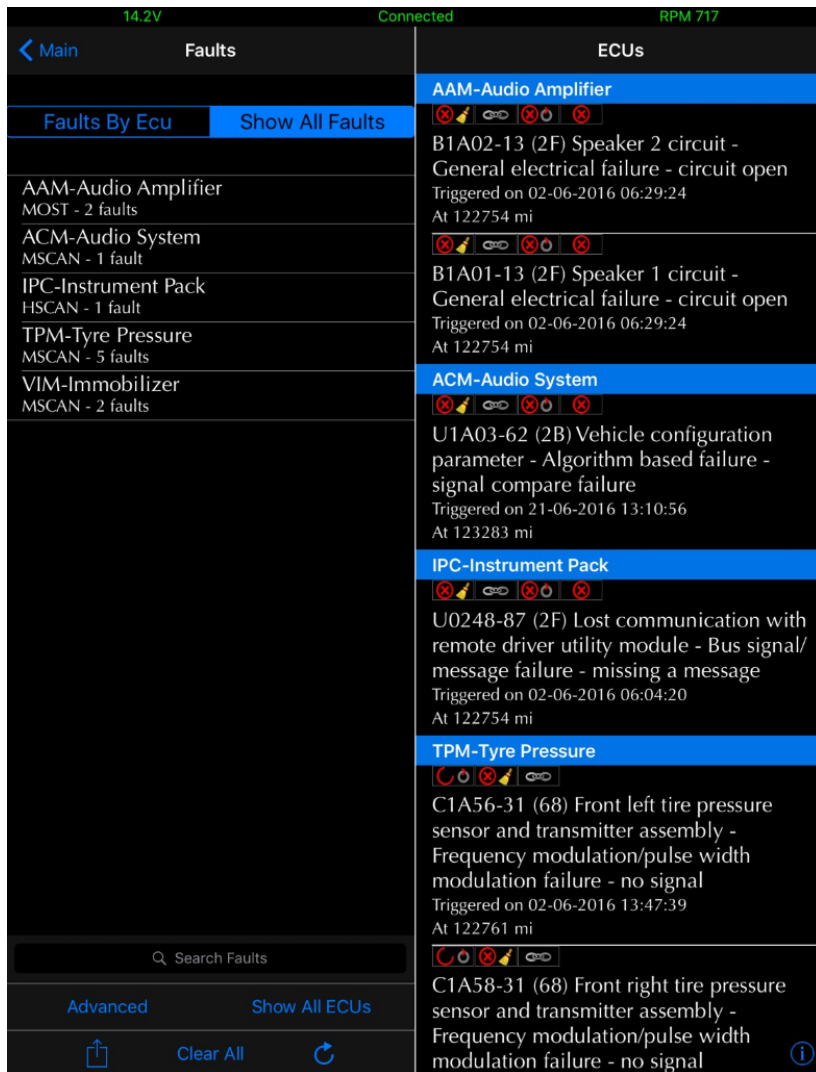 14.2V Connected RPM 717
Main Faults
Faults By Ecu Show All Faults
AAM-Audio Amplifier
MOST - 2 faults
ACM-Audio System
MSCAN - 1 fault
IPC-Instrument Pack
HSCAN - 1 fault
TPM-Tyre Pressure
MSCAN - 5 faults
VIM-Immobilizer
MSCAN - 2 faults
Search Faults
Advanced Show All ECUs
Clear All
ECUs
AAM-Audio Amplifier
B1A02-13 (2F) Speaker 2 circuit -
General electrical failure - circuit open
Triggered on 02-06-2016 06:29:24
At 122754 mi
B1A01-13 (2F) Speaker 1 circuit -
General electrical failure - circuit open
Triggered on 02-06-2016 06:29:24
At 122754 mi
ACM-Audio System
U1A03-62 (2B) Vehicle configuration
parameter - Algorithm based failure -
signal compare failure
Triggered on 21-06-2016 13:10:56
At 123283 mi
IPC-Instrument Pack
U0248-87 (2F) Lost communication with
remote driver utility module - Bus signal/
message failure - missing a message
Triggered on 02-06-2016 06:04:20
At 122754 mi
TPM-Tyre Pressure
C1A56-31 (68) Front left tire pressure
sensor and transmitter assembly -
Frequency modulation/pulse width
modulation failure - no signal
Triggered on 02-06-2016 13:47:39
At 122761 mi
C1A58-31 (68) Front right tire pressure
sensor and transmitter assembly -
Frequency modulation/pulse width
modulation failure - no signal